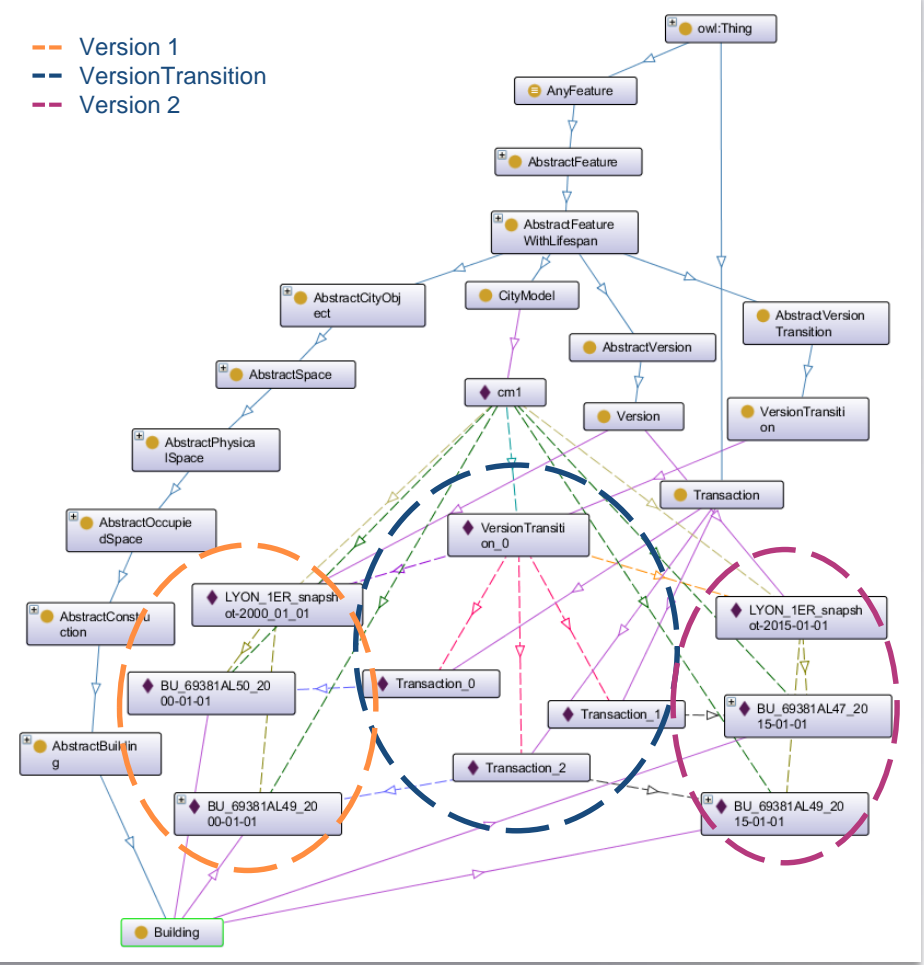 Version 1
VersionTransition
Version 2
owl:Thing
AnyFeature
AbstractFeature
AbstractFeature
WithLifespan
AbstractCityObj
ect
CityModel
AbstractVersion
Transition
AbstractVersion
AbstractSpace
cm1
Version
VersionTransiti
on
AbstractPhysica
lSpace
Transaction
AbstractOccupie
dSpace
VersionTransiti
on_0
LYON_1ER_snapsh
ot-2000_01_01
LYON_1ER_snapsh
ot-2015-01-01
AbstractConstru
ction
BU_69381AL50_20
00-01-01
Transaction_0
Transaction_1
BU_69381AL47_20
15-01-01
AbstractBuildin
g
Transaction_2
BU_69381AL49_20
00-01-01
BU_69381AL49_20
15-01-01
Building